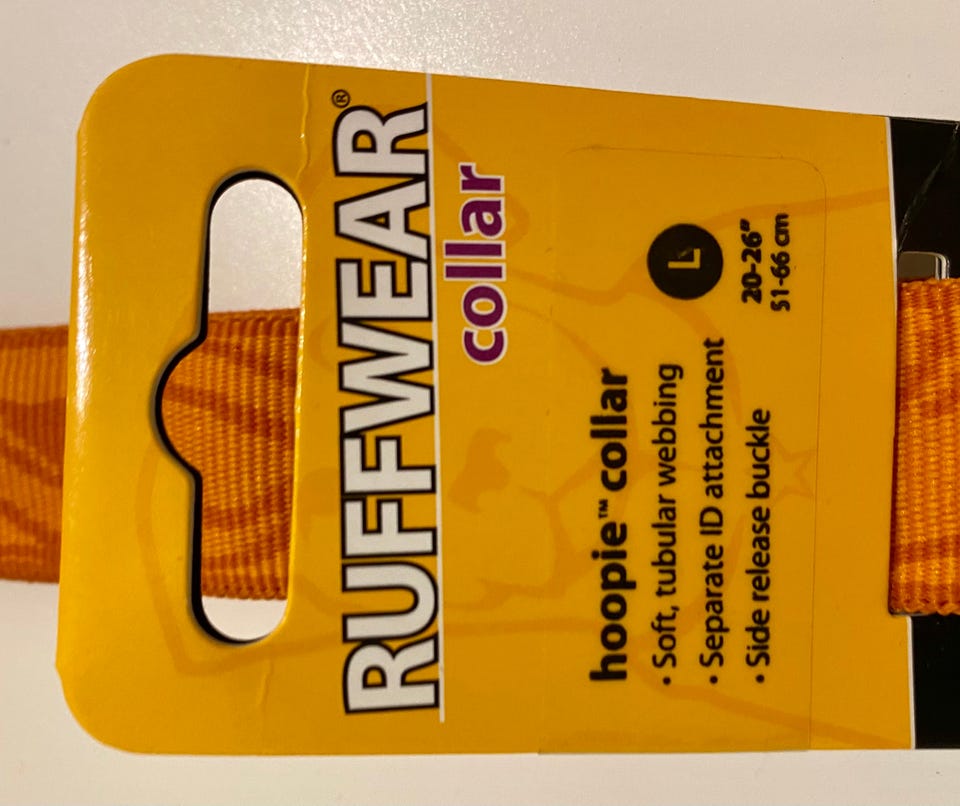 RUFFWEAR®
collar
hoopie™ collar
• Soft, tubular webbing
• Separate ID attachment
• Side release buckle
L
20-26"
51-66 cm